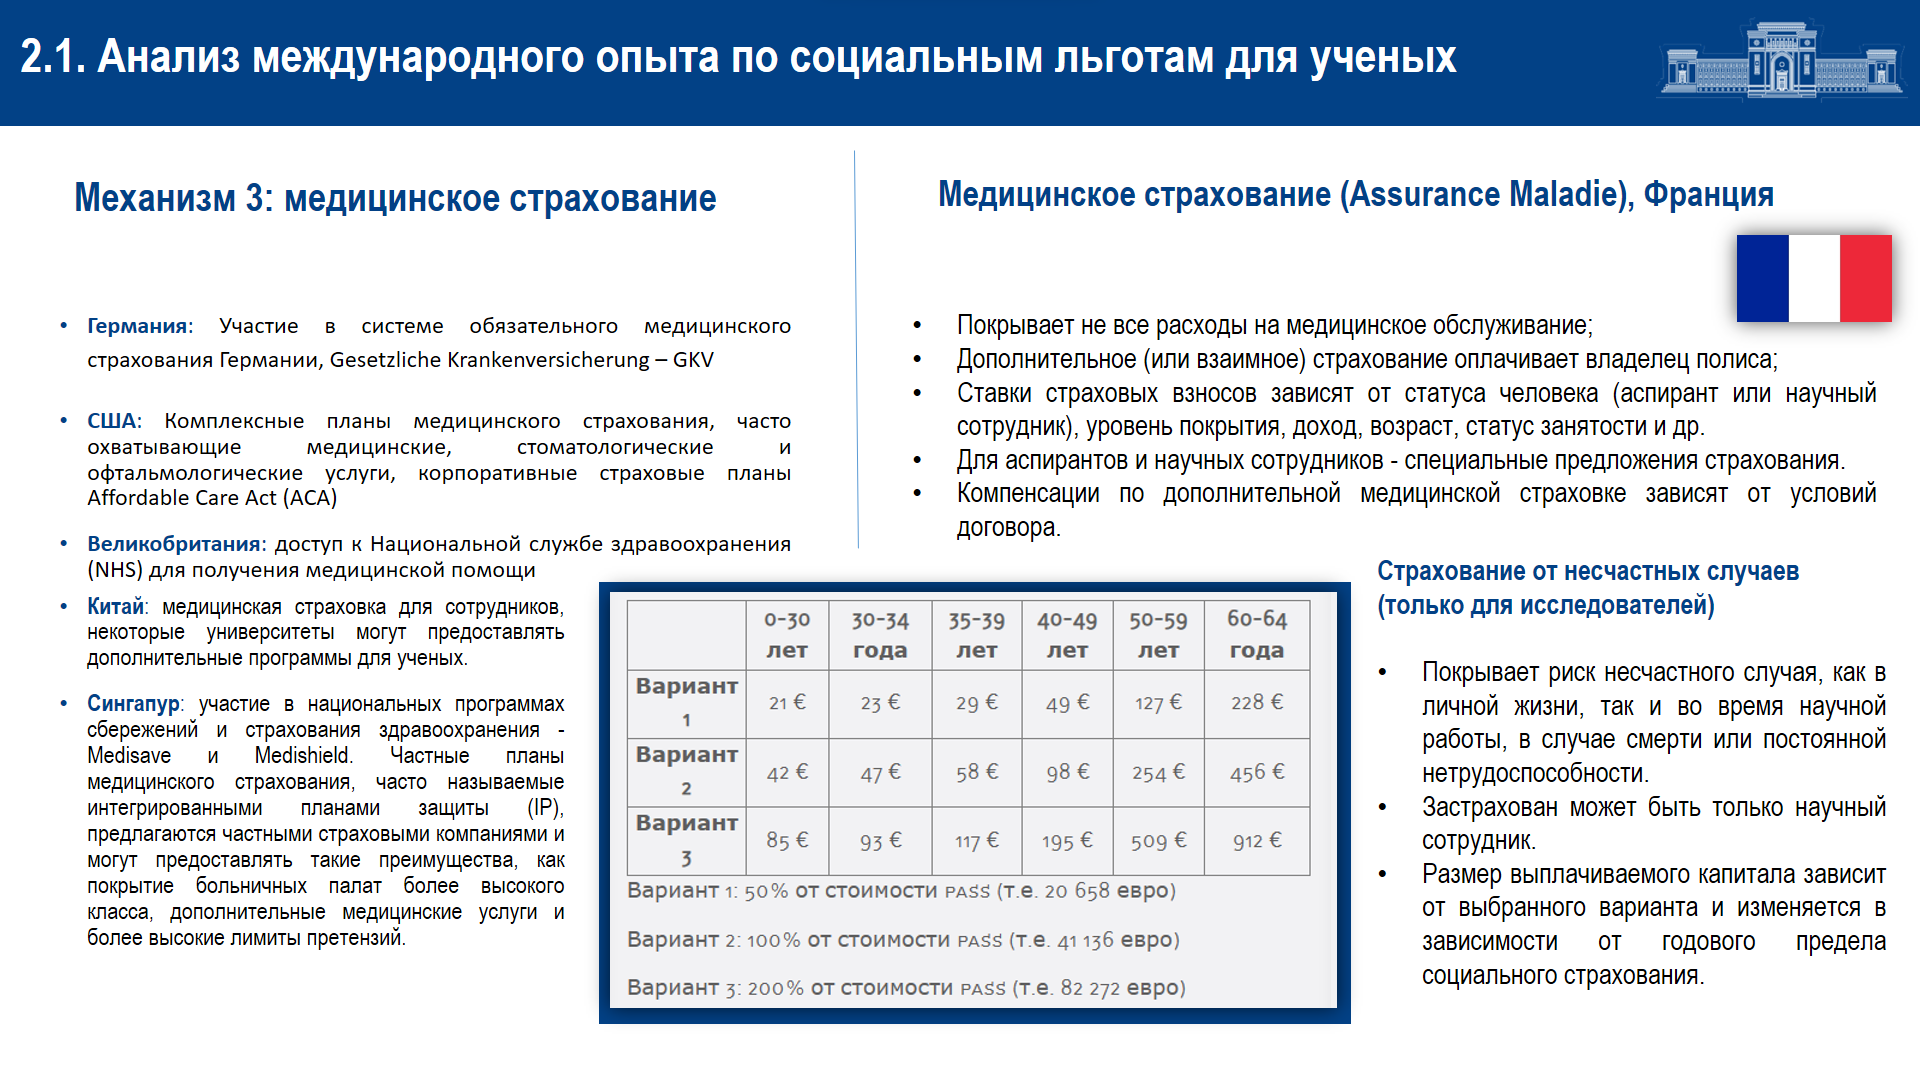 2.1. Анализ международного опыта по социальным льготам для ученых
Механизм 3: медицинское страхование
• Германия: Участие в системе обязательного медицинского
страхования Германии, Gesetzliche Krankenversicherung – GKV
• США: Комплексные планы медицинского страхования, часто
охватывающие медицинские, стоматологические и
офтальмологические услуги, корпоративные страховые планы
Affordable Care Act (ACA)
• Великобритания: доступ к Национальной службе здравоохранения
(NHS) для получения медицинской помощи
• Китай: медицинская страховка для сотрудников,
некоторые университеты могут предоставлять
дополнительные программы для ученых.
• Сингапур: участие в национальных программах
сбережений и страхования здравоохранения -
Medisave и Medishield. Частные планы
медицинского страхования, часто называемые
интегрированными планами защиты (IP),
предлагаются частными страховыми компаниями и
могут предоставлять такие преимущества, как
покрытие больничных палат более высокого
класса, дополнительные медицинские услуги и
более высокие лимиты претензий.
Медицинское страхование (Assurance Maladie), Франция
• Покрывает не все расходы на медицинское обслуживание;
• Дополнительное (или взаимное) страхование оплачивает владелец полиса;
• Ставки страховых взносов зависят от статуса человека (аспирант или научный
сотрудник), уровень покрытия, доход, возраст, статус занятости и др.
• Для аспирантов и научных сотрудников - специальные предложения страхования.
• Компенсации по дополнительной медицинской страховке зависят от условий
договора.
0-30 лет 30-34 года 35-39 лет 40-49 лет 50-59 лет 60-64 года
Вариант 1 21 € 23 € 29 € 49 € 127 € 228 €
Вариант 2 42 € 47 € 58 € 98 € 254 € 456 €
Вариант 3 85 € 93 € 117 € 195 € 509 € 912 €
Вариант 1: 50% от стоимости PASS (т.е. 20 658 евро)
Вариант 2: 100% от стоимости PASS (т.е. 41 136 евро)
Вариант 3: 200% от стоимости PASS (т.е. 82 272 евро)
Страхование от несчастных случаев
(только для исследователей)
• Покрывает риск несчастного случая, как в
личной жизни, так и во время научной
работы, в случае смерти или постоянной
нетрудоспособности.
• Застрахован может быть только научный
сотрудник.
• Размер выплачиваемого капитала зависит
от выбранного варианта и изменяется в
зависимости от годового предела
социального страхования.